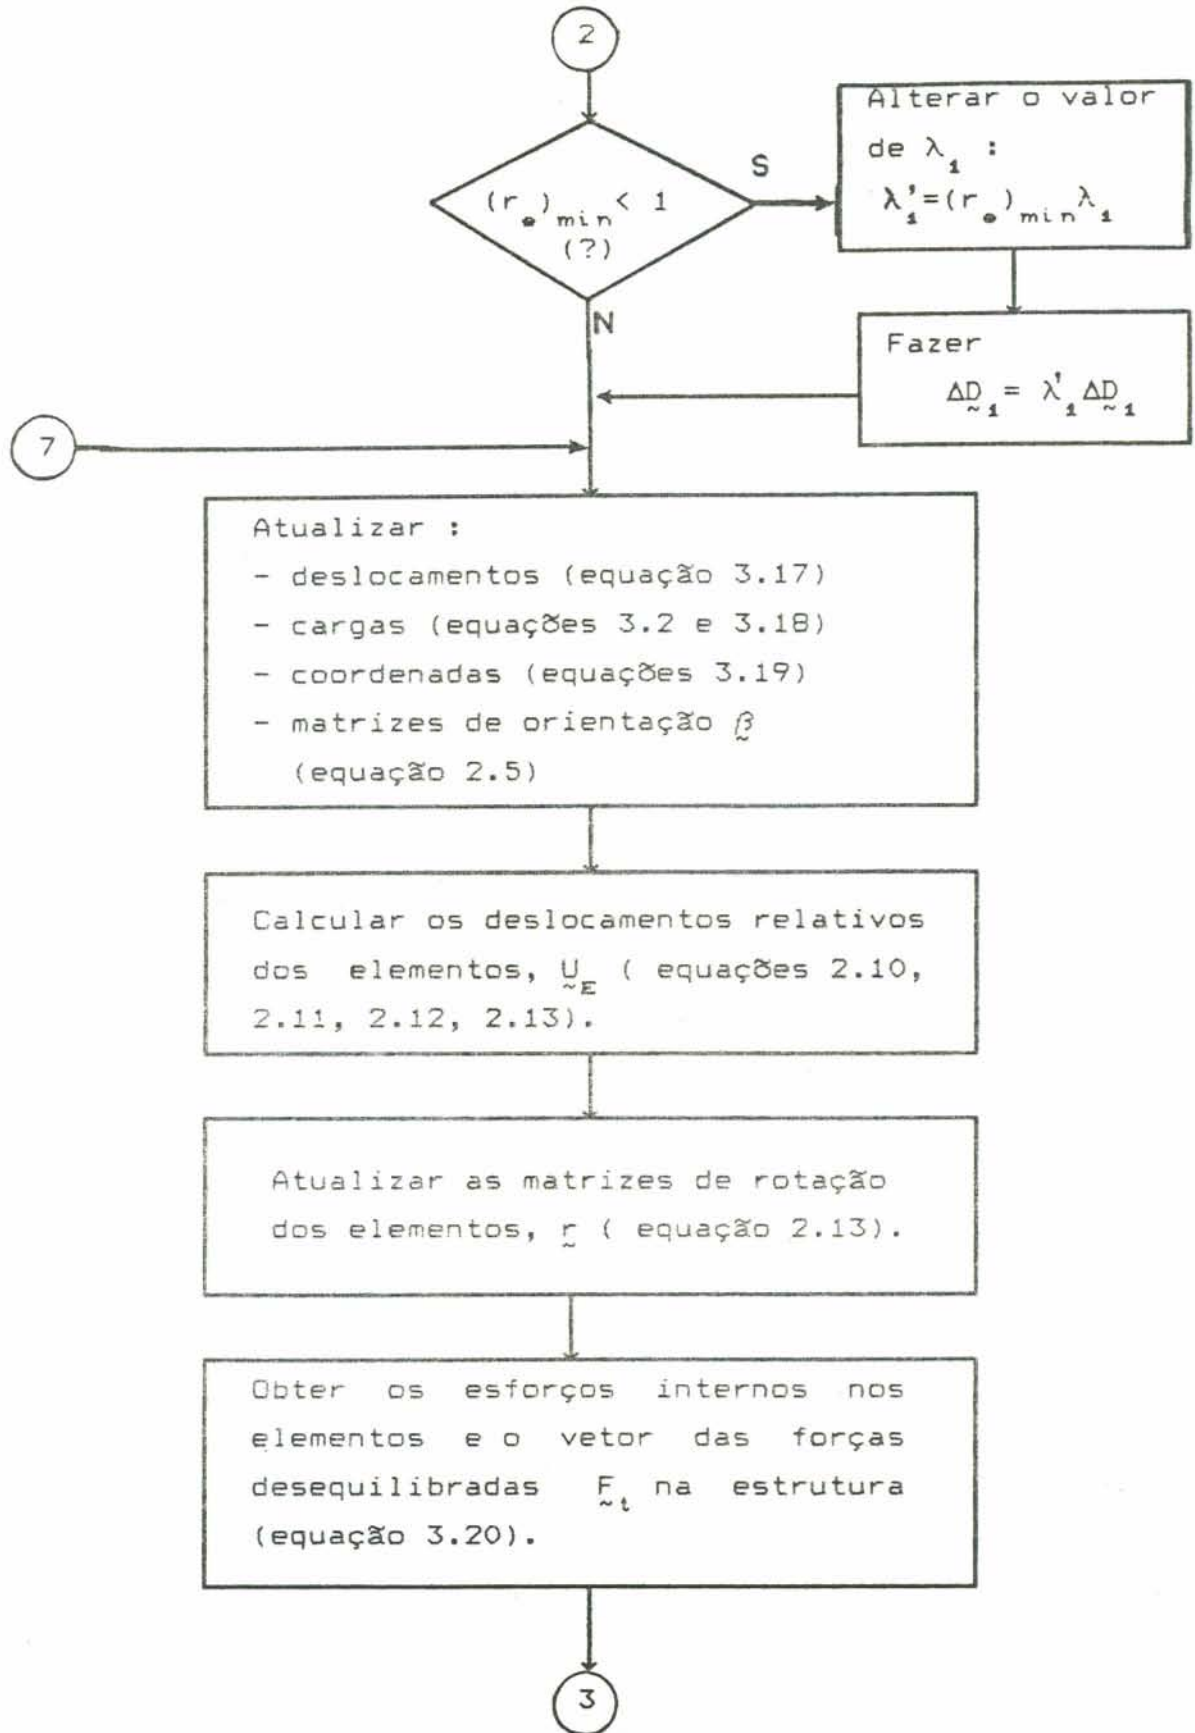 2
(r_e)_min < 1
(?)
S
Alterar o valor
de λ_1 :
λ'_1=(r_e)_min λ_1
N
Fazer
ΔD_1 = λ'_1 ΔD_1
7
Atualizar :
- deslocamentos (equação 3.17)
- cargas (equações 3.2 e 3.18)
- coordenadas (equações 3.19)
- matrizes de orientação β
(equação 2.5)
Calcular os deslocamentos relativos
dos elementos, U_E ( equações 2.10,
2.11, 2.12, 2.13).
Atualizar as matrizes de rotação
dos elementos, r ( equação 2.13).
Obter os esforços internos nos
elementos e o vetor das forças
desequilibradas F_t na estrutura
(equação 3.20).
3